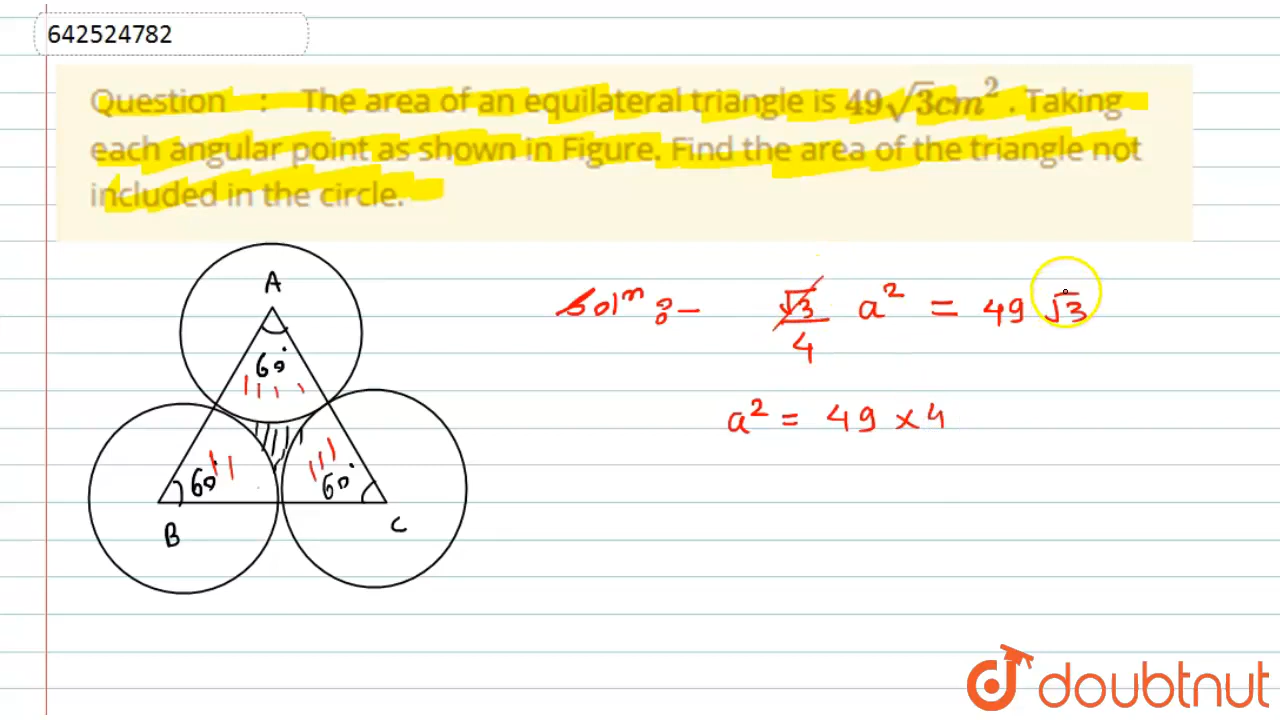 642524782
Question : The area of an equilateral triangle is 49√3cm² . Taking
each angular point as shown in Figure. Find the area of the triangle not
included in the circle.
A
60°
B
60°
60°
C
Solⁿ :- √3/4 a² = 49 √3
a² = 49 × 4
doubtnut